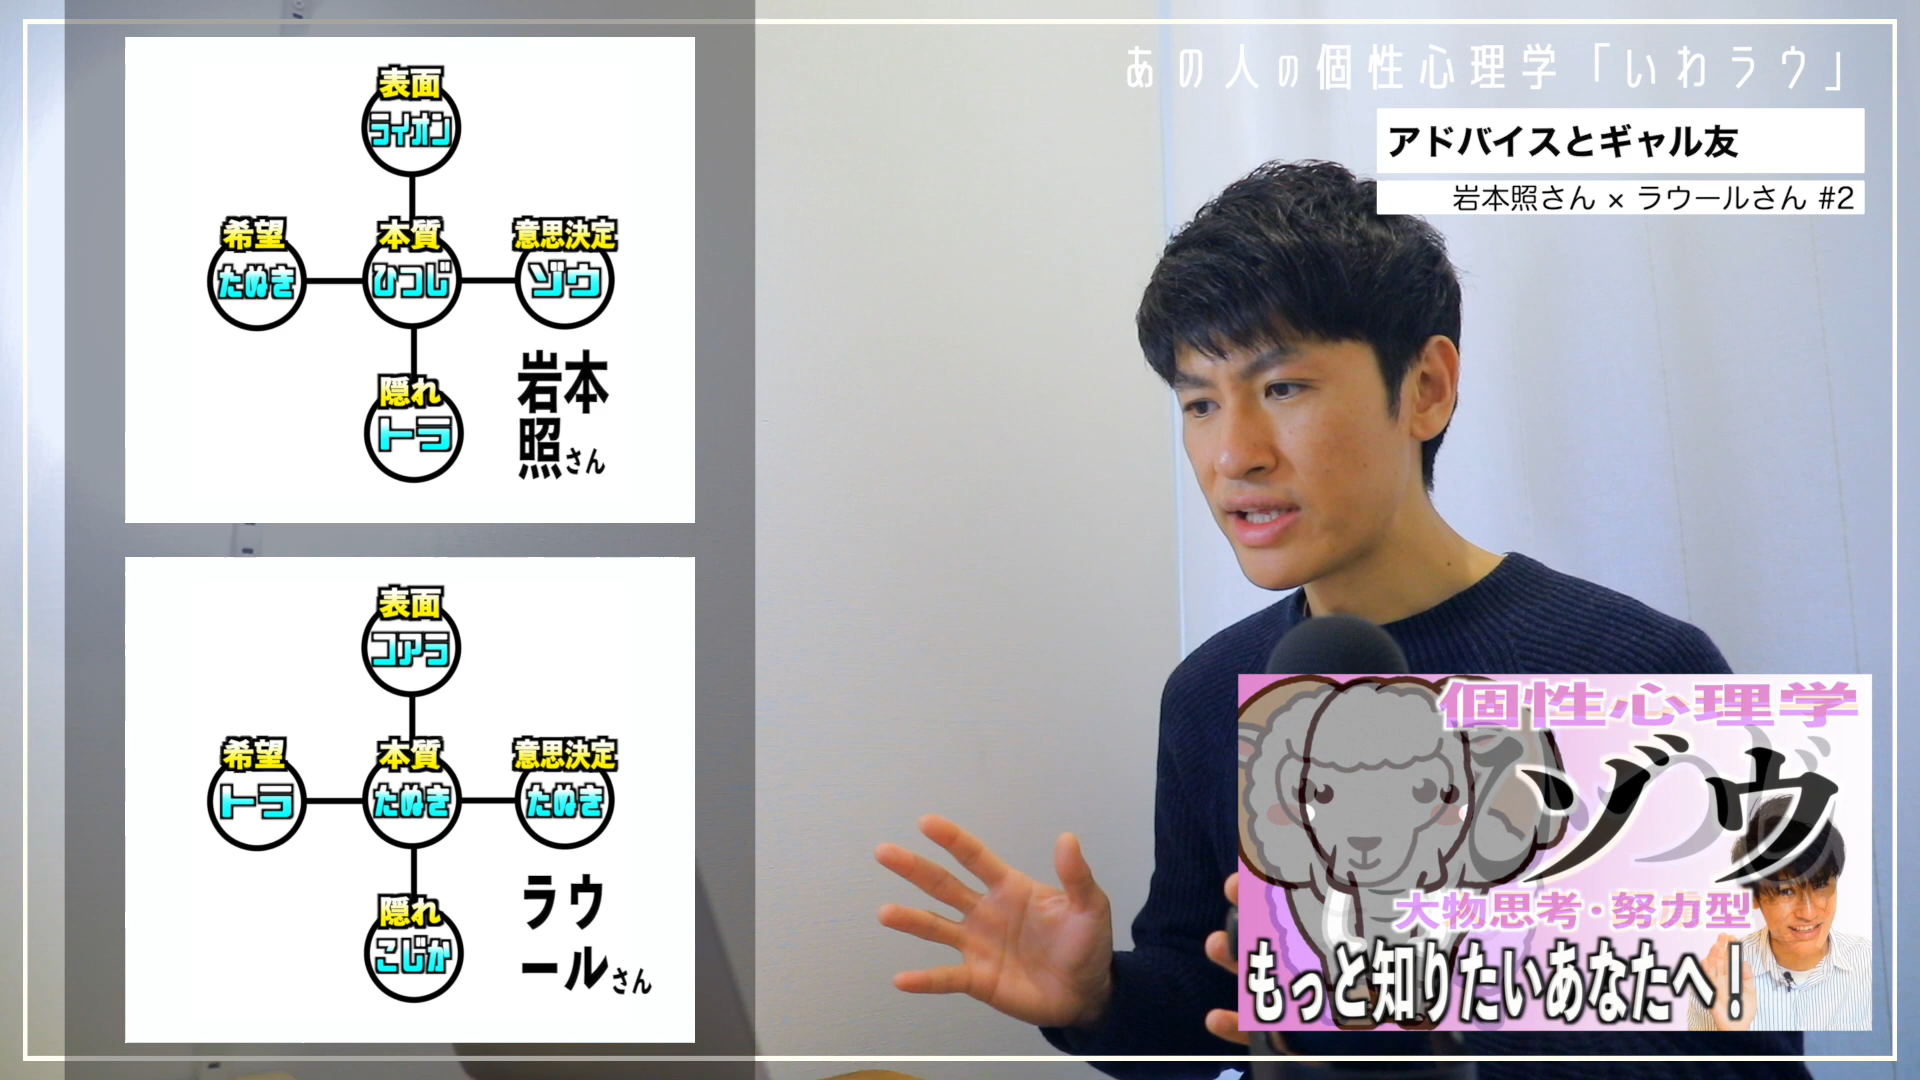 あの人の個性心理学「いわラウ」
アドバイスとギャル友
岩本照さん × ラウールさん #2
表面
ライオン
希望
たぬき
本質
ひつじ
意思決定
ゾウ
隠れ
トラ
岩本
照さん
表面
コアラ
希望
トラ
本質
たぬき
意思決定
たぬき
隠れ
こじか
ラウ
ールさん
個性心理学
ゾウ
大物思考・努力型
もっと知りたいあなたへ!